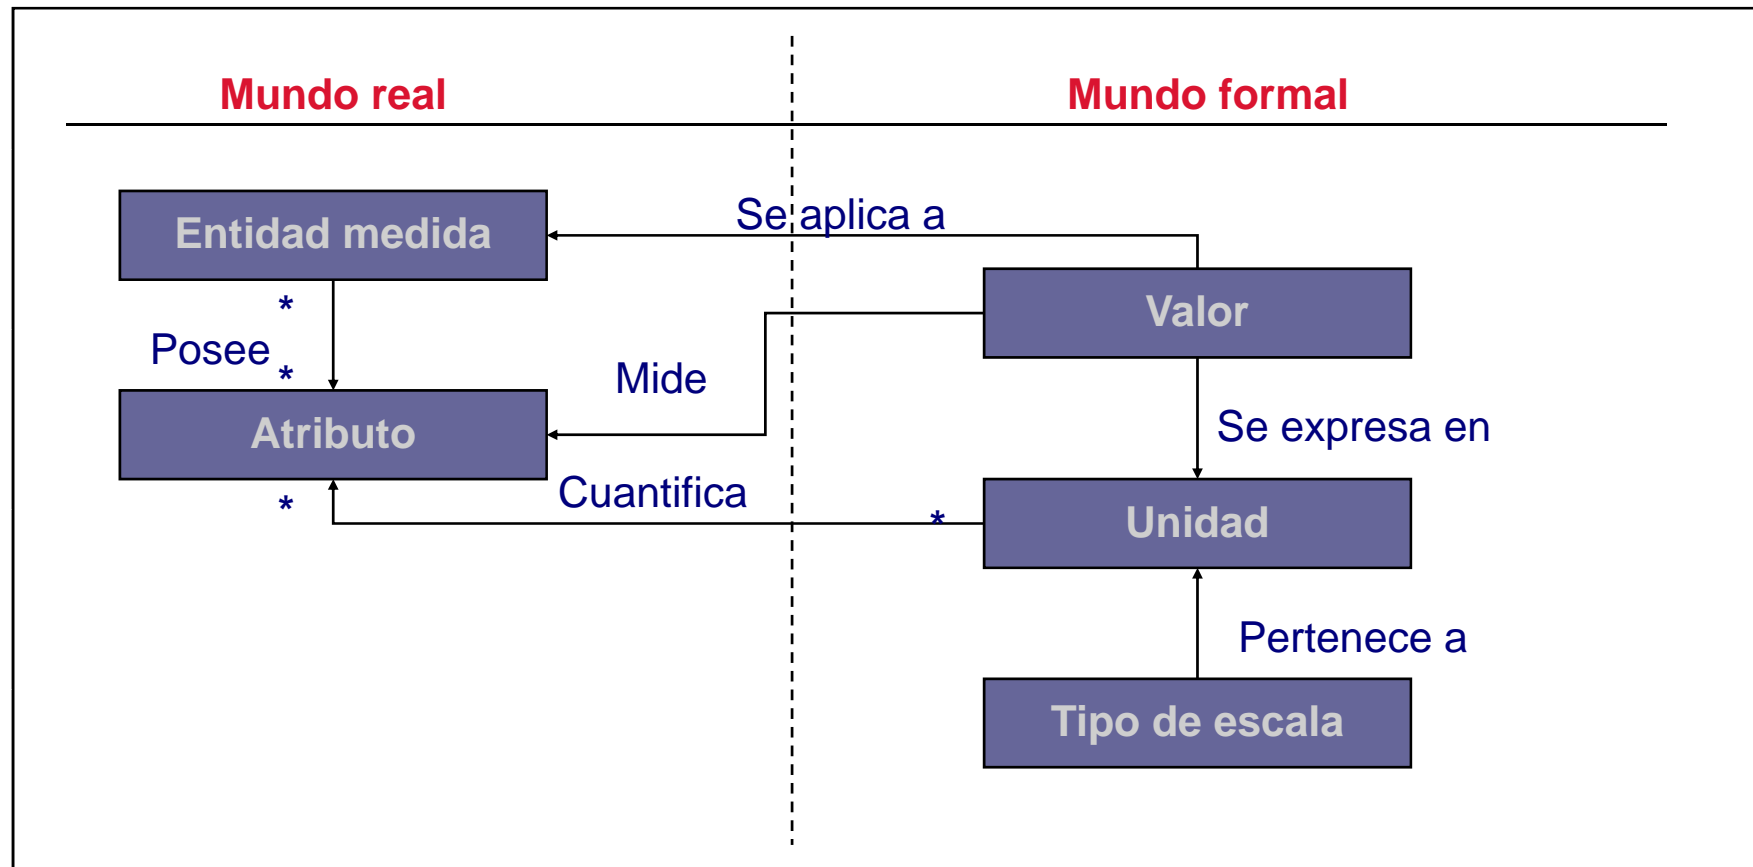 Mundo real
Mundo formal
Entidad medida
Se aplica a
Valor
*
Posee
*
Mide
Atributo
Se expresa en
Cuantifica
*
*
Unidad
Pertenece a
Tipo de escala